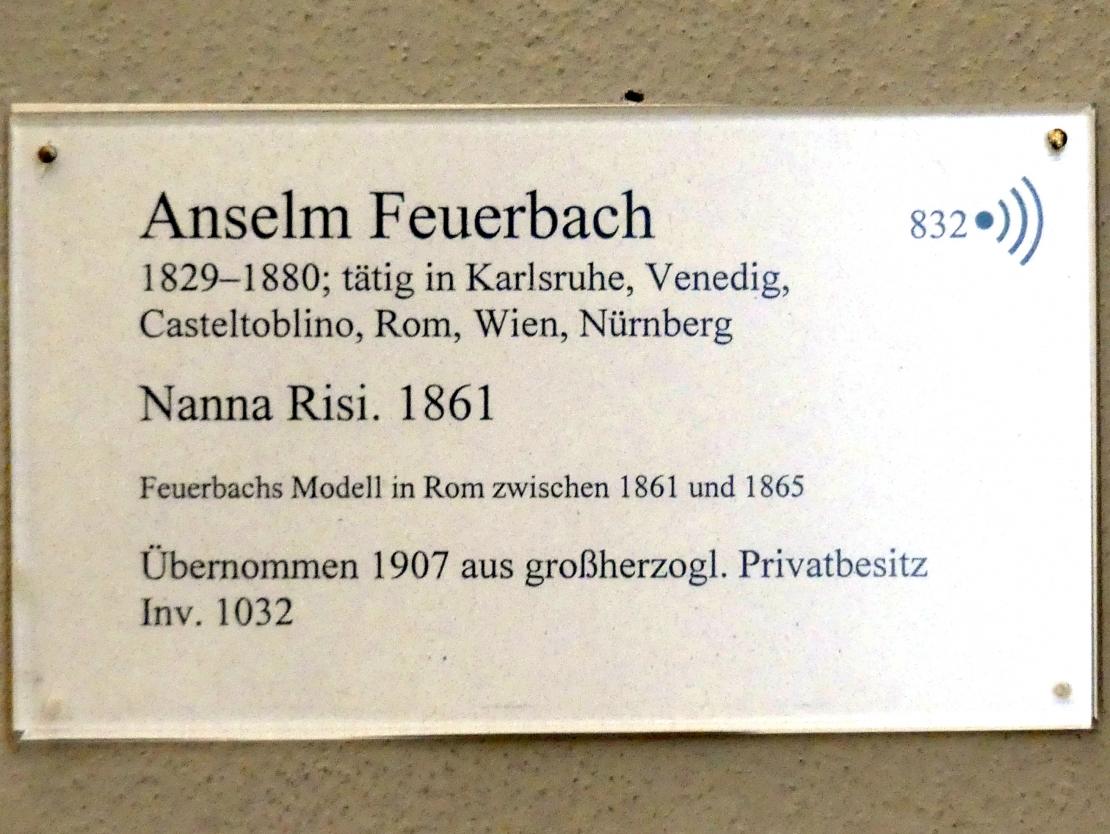 Anselm Feuerbach
832
1829–1880; tätig in Karlsruhe, Venedig,
Casteltoblino, Rom, Wien, Nürnberg
Nanna Risi. 1861
Feuerbachs Modell in Rom zwischen 1861 und 1865
Übernommen 1907 aus großherzogl. Privatbesitz
Inv. 1032